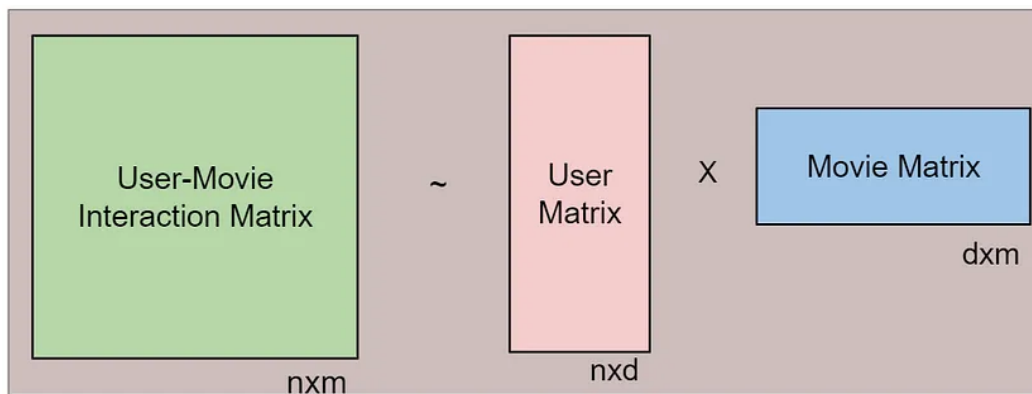 User-Movie
Interaction Matrix
nxm
~
User
Matrix
nxd
X
Movie Matrix
dxm